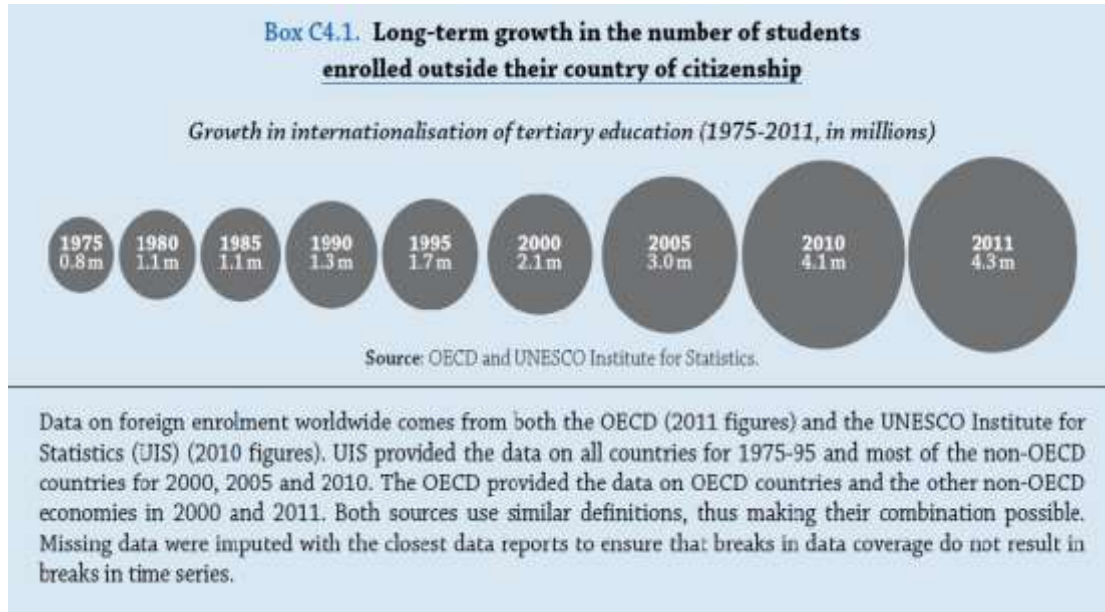 Box C4.1. Long-term growth in the number of students
enrolled outside their country of citizenship
Growth in internationalisation of tertiary education (1975-2011, in millions)
1975 1980 1985 1990 1995 2000 2005 2010 2011
0.8 m 1.1 m 1.1 m 1.3 m 1.7 m 2.1 m 3.0 m 4.1 m 4.3 m
Source: OECD and UNESCO Institute for Statistics.
Data on foreign enrolment worldwide comes from both the OECD (2011 figures) and the UNESCO Institute for
Statistics (UIS) (2010 figures). UIS provided the data on all countries for 1975-95 and most of the non-OECD
countries for 2000, 2005 and 2010. The OECD provided the data on OECD countries and the other non-OECD
economies in 2000 and 2011. Both sources use similar definitions, thus making their combination possible.
Missing data were imputed with the closest data reports to ensure that breaks in data coverage do not result in
breaks in time series.